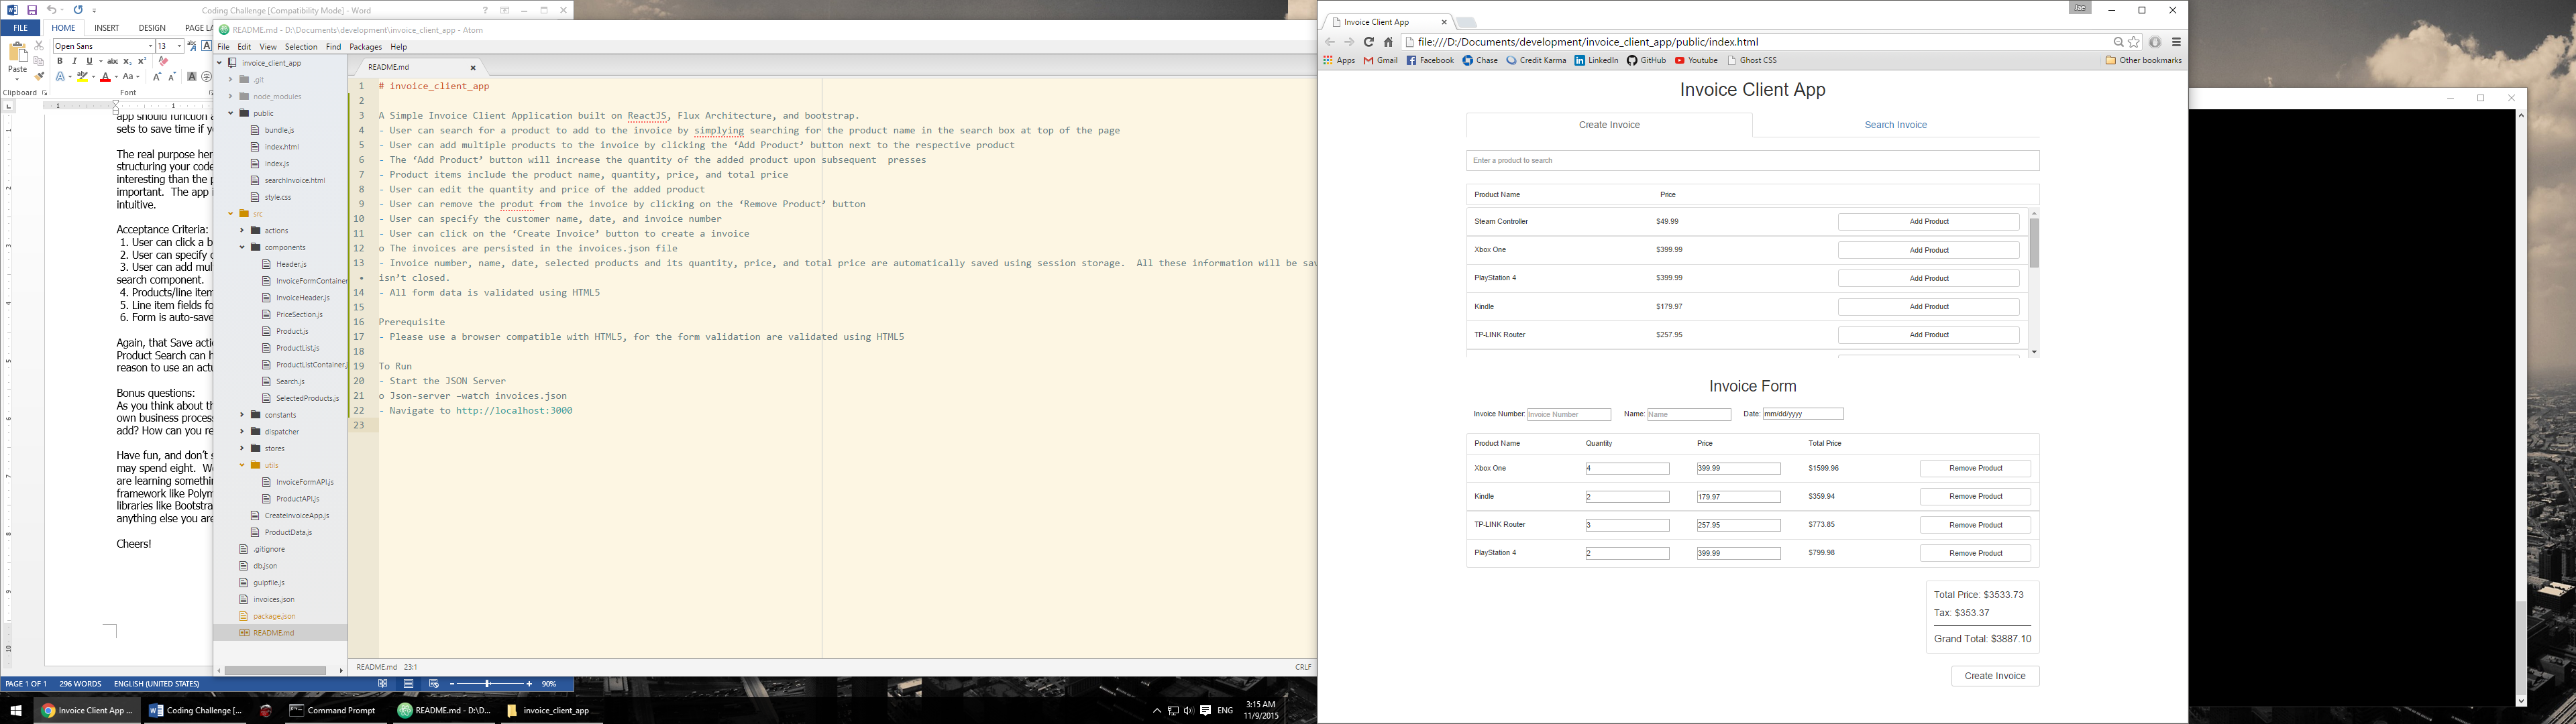 Coding Challenge [Compatibility Mode] - Word
FILE HOME INSERT DESIGN PAGE L
Paste
Open Sans 13
Clipboard Font
app should function a
sets to save time if yo
The real purpose her
structuring your code
interesting than the p
important. The app i
intuitive.
Acceptance Criteria:
1. User can click a b
2. User can specify c
3. User can add mul
search component.
4. Products/line item
5. Line item fields fo
6. Form is auto-save
Again, that Save actio
Product Search can h
reason to use an actu
Bonus questions:
As you think about th
own business process
add? How can you re
Have fun, and don't s
may spend eight. We
are learning somethin
framework like Polym
libraries like Bootstra
anything else you are
Cheers!
PAGE 1 OF 1 296 WORDS ENGLISH (UNITED STATES) 90%
README.md - D:\Documents\development\invoice_client_app - Atom
File Edit View Selection Find Packages Help
invoice_client_app
.git
node_modules
public
bundle.js
index.html
index.js
searchInvoice.html
style.css
src
actions
components
Header.js
InvoiceFormContainer
InvoiceHeader.js
PriceSection.js
Product.js
ProductList.js
ProductListContainer.j
Search.js
SelectedProducts.js
constants
dispatcher
stores
utils
InvoiceFormAPI.js
ProductAPI.js
CreateInvoiceApp.js
ProductData.js
.gitignore
db.json
gulpfile.js
invoices.json
package.json
README.md
README.md
1 # invoice_client_app
2
3 A Simple Invoice Client Application built on ReactJS, Flux Architecture, and bootstrap.
4 - User can search for a product to add to the invoice by simplying searching for the product name in the search box at top of the page
5 - User can add multiple products to the invoice by clicking the ‘Add Product’ button next to the respective product
6 - The ‘Add Product’ button will increase the quantity of the added product upon subsequent  presses
7 - Product items include the product name, quantity, price, and total price
8 - User can edit the quantity and price of the added product
9 - User can remove the produt from the invoice by clicking on the ‘Remove Product’ button
10 - User can specify the customer name, date, and invoice number
11 - User can click on the ‘Create Invoice’ button to create a invoice
12 o The invoices are persisted in the invoices.json file
13 - Invoice number, name, date, selected products and its quantity, price, and total price are automatically saved using session storage.  All these information will be sav
• isn’t closed.
14 - All form data is validated using HTML5
15
16 Prerequisite
17 - Please use a browser compatible with HTML5, for the form validation are validated using HTML5
18
19 To Run
20 - Start the JSON Server
21 o Json-server –watch invoices.json
22 - Navigate to http://localhost:3000
23
README.md 23:1 CRLF
Jae
Invoice Client App
file:///D:/Documents/development/invoice_client_app/public/index.html
Apps Gmail Facebook Chase Credit Karma LinkedIn GitHub Youtube Ghost CSS Other bookmarks
Invoice Client App
Create Invoice Search Invoice
Enter a product to search
Product Name Price
Steam Controller $49.99 Add Product
Xbox One $399.99 Add Product
PlayStation 4 $399.99 Add Product
Kindle $179.97 Add Product
TP-LINK Router $257.95 Add Product
Invoice Form
Invoice Number: Invoice Number Name: Name Date: mm/dd/yyyy
Product Name Quantity Price Total Price
Xbox One 4 399.99 $1599.96 Remove Product
Kindle 2 179.97 $359.94 Remove Product
TP-LINK Router 3 257.95 $773.85 Remove Product
PlayStation 4 2 399.99 $799.98 Remove Product
Total Price: $3533.73
Tax: $353.37
Grand Total: $3887.10
Create Invoice
Invoice Client App ... Coding Challenge [... Command Prompt README.md - D:\D... invoice_client_app
ENG 3:15 AM
11/9/2015